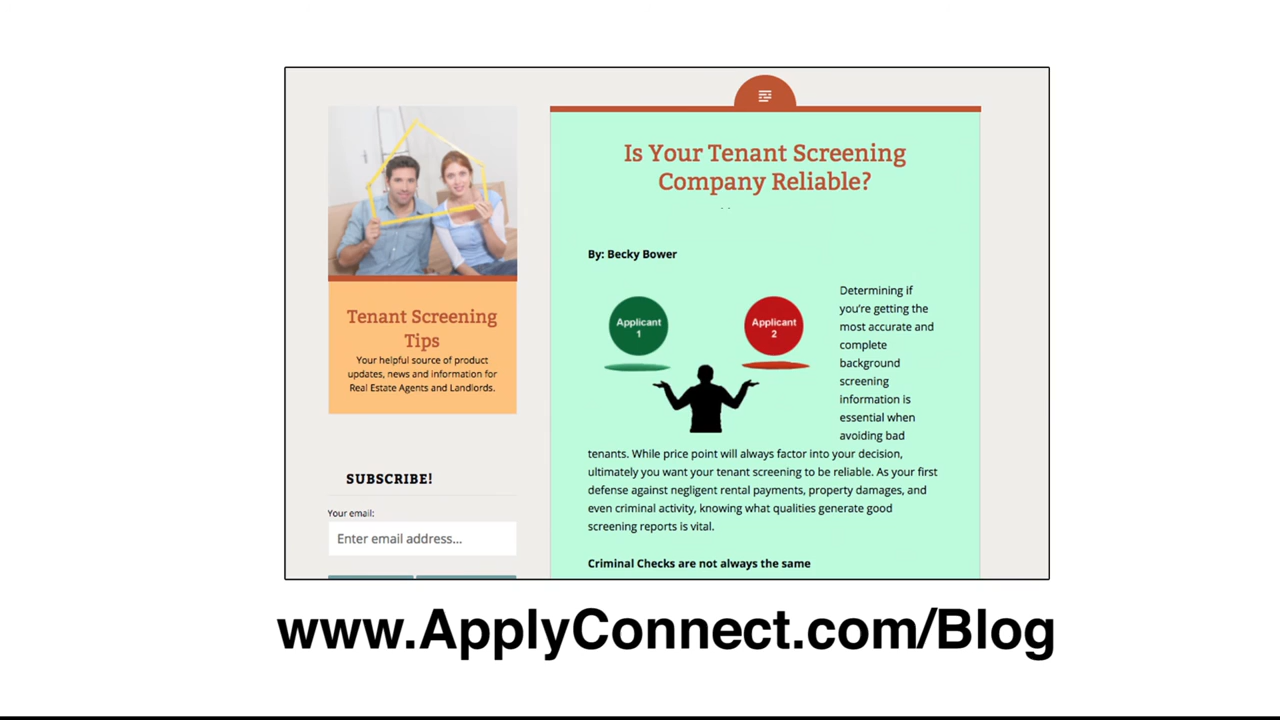 Tenant Screening
Tips
Your helpful source of product
updates, news and information for
Real Estate Agents and Landlords.
SUBSCRIBE!
Your email:
Enter email address...
Is Your Tenant Screening
Company Reliable?
By: Becky Bower
Applicant
1
Applicant
2
Determining if
you’re getting the
most accurate and
complete
background
screening
information is
essential when
avoiding bad
tenants. While price point will always factor into your decision,
ultimately you want your tenant screening to be reliable. As your first
defense against negligent rental payments, property damages, and
even criminal activity, knowing what qualities generate good
screening reports is vital.
Criminal Checks are not always the same
www.ApplyConnect.com/Blog